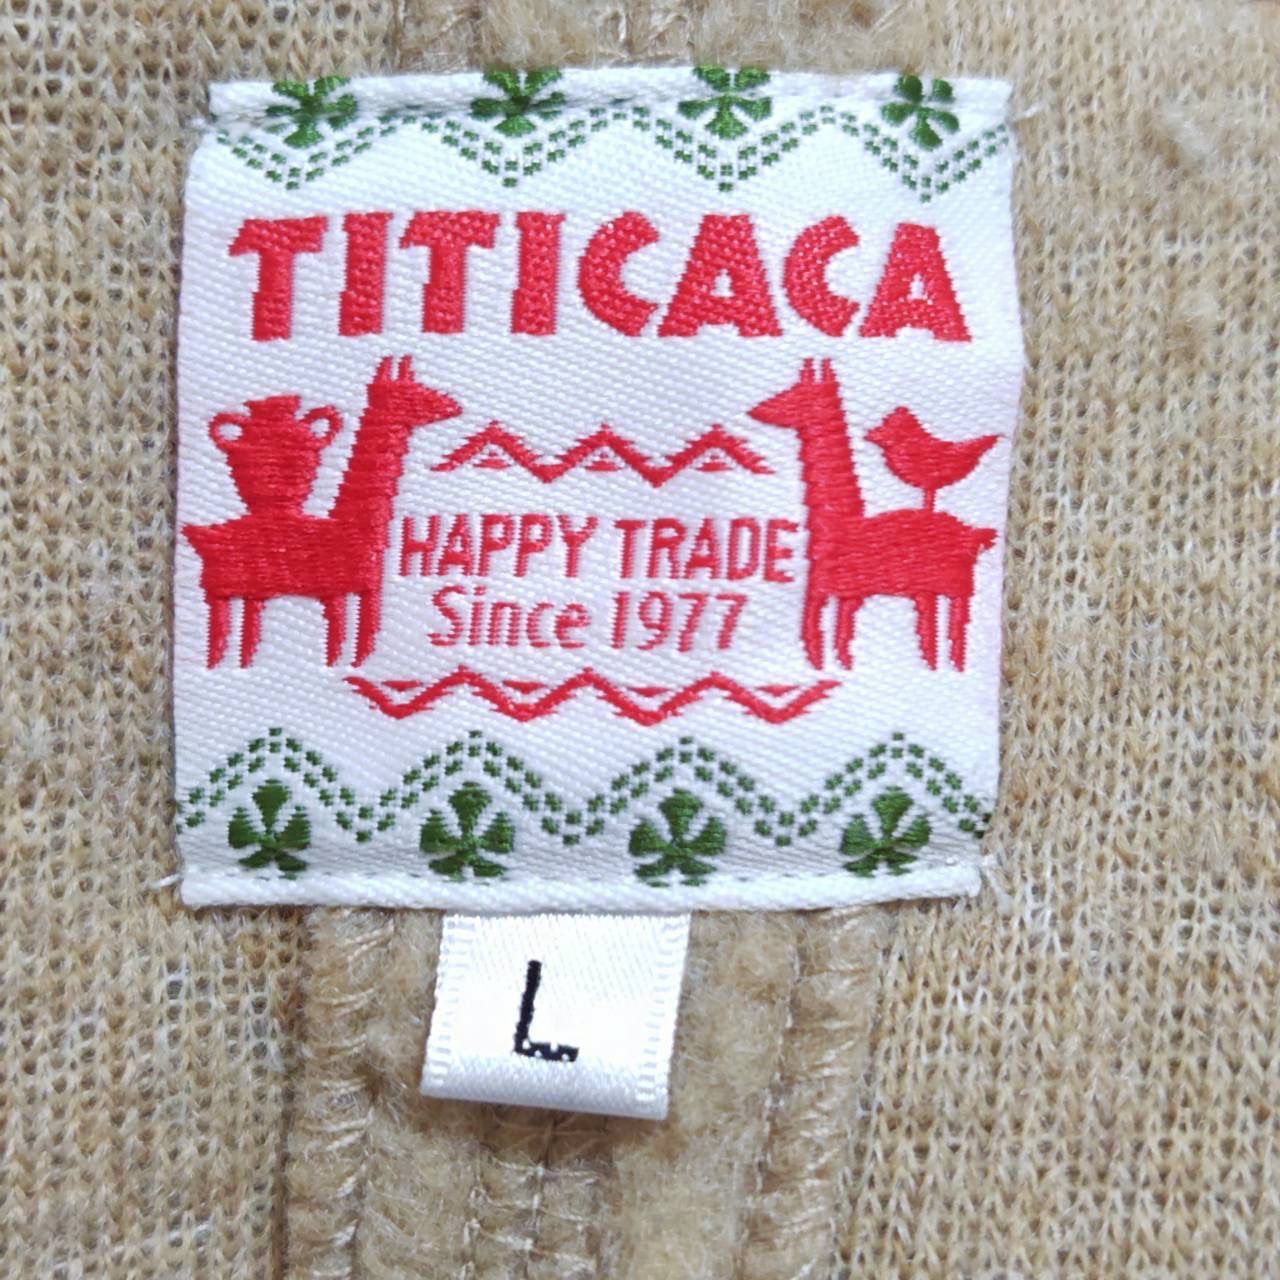 TITICACA
HAPPY TRADE
Since 1977
L